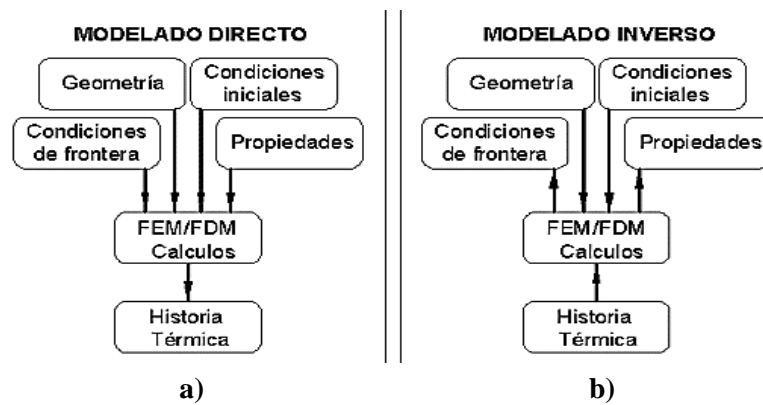 MODELADO DIRECTO
Geometría
Condiciones
iniciales
Condiciones
de frontera
Propiedades
FEM/FDM
Calculos
Historia
Térmica
a)
MODELADO INVERSO
Geometría
Condiciones
iniciales
Condiciones
de frontera
Propiedades
FEM/FDM
Calculos
Historia
Térmica
b)